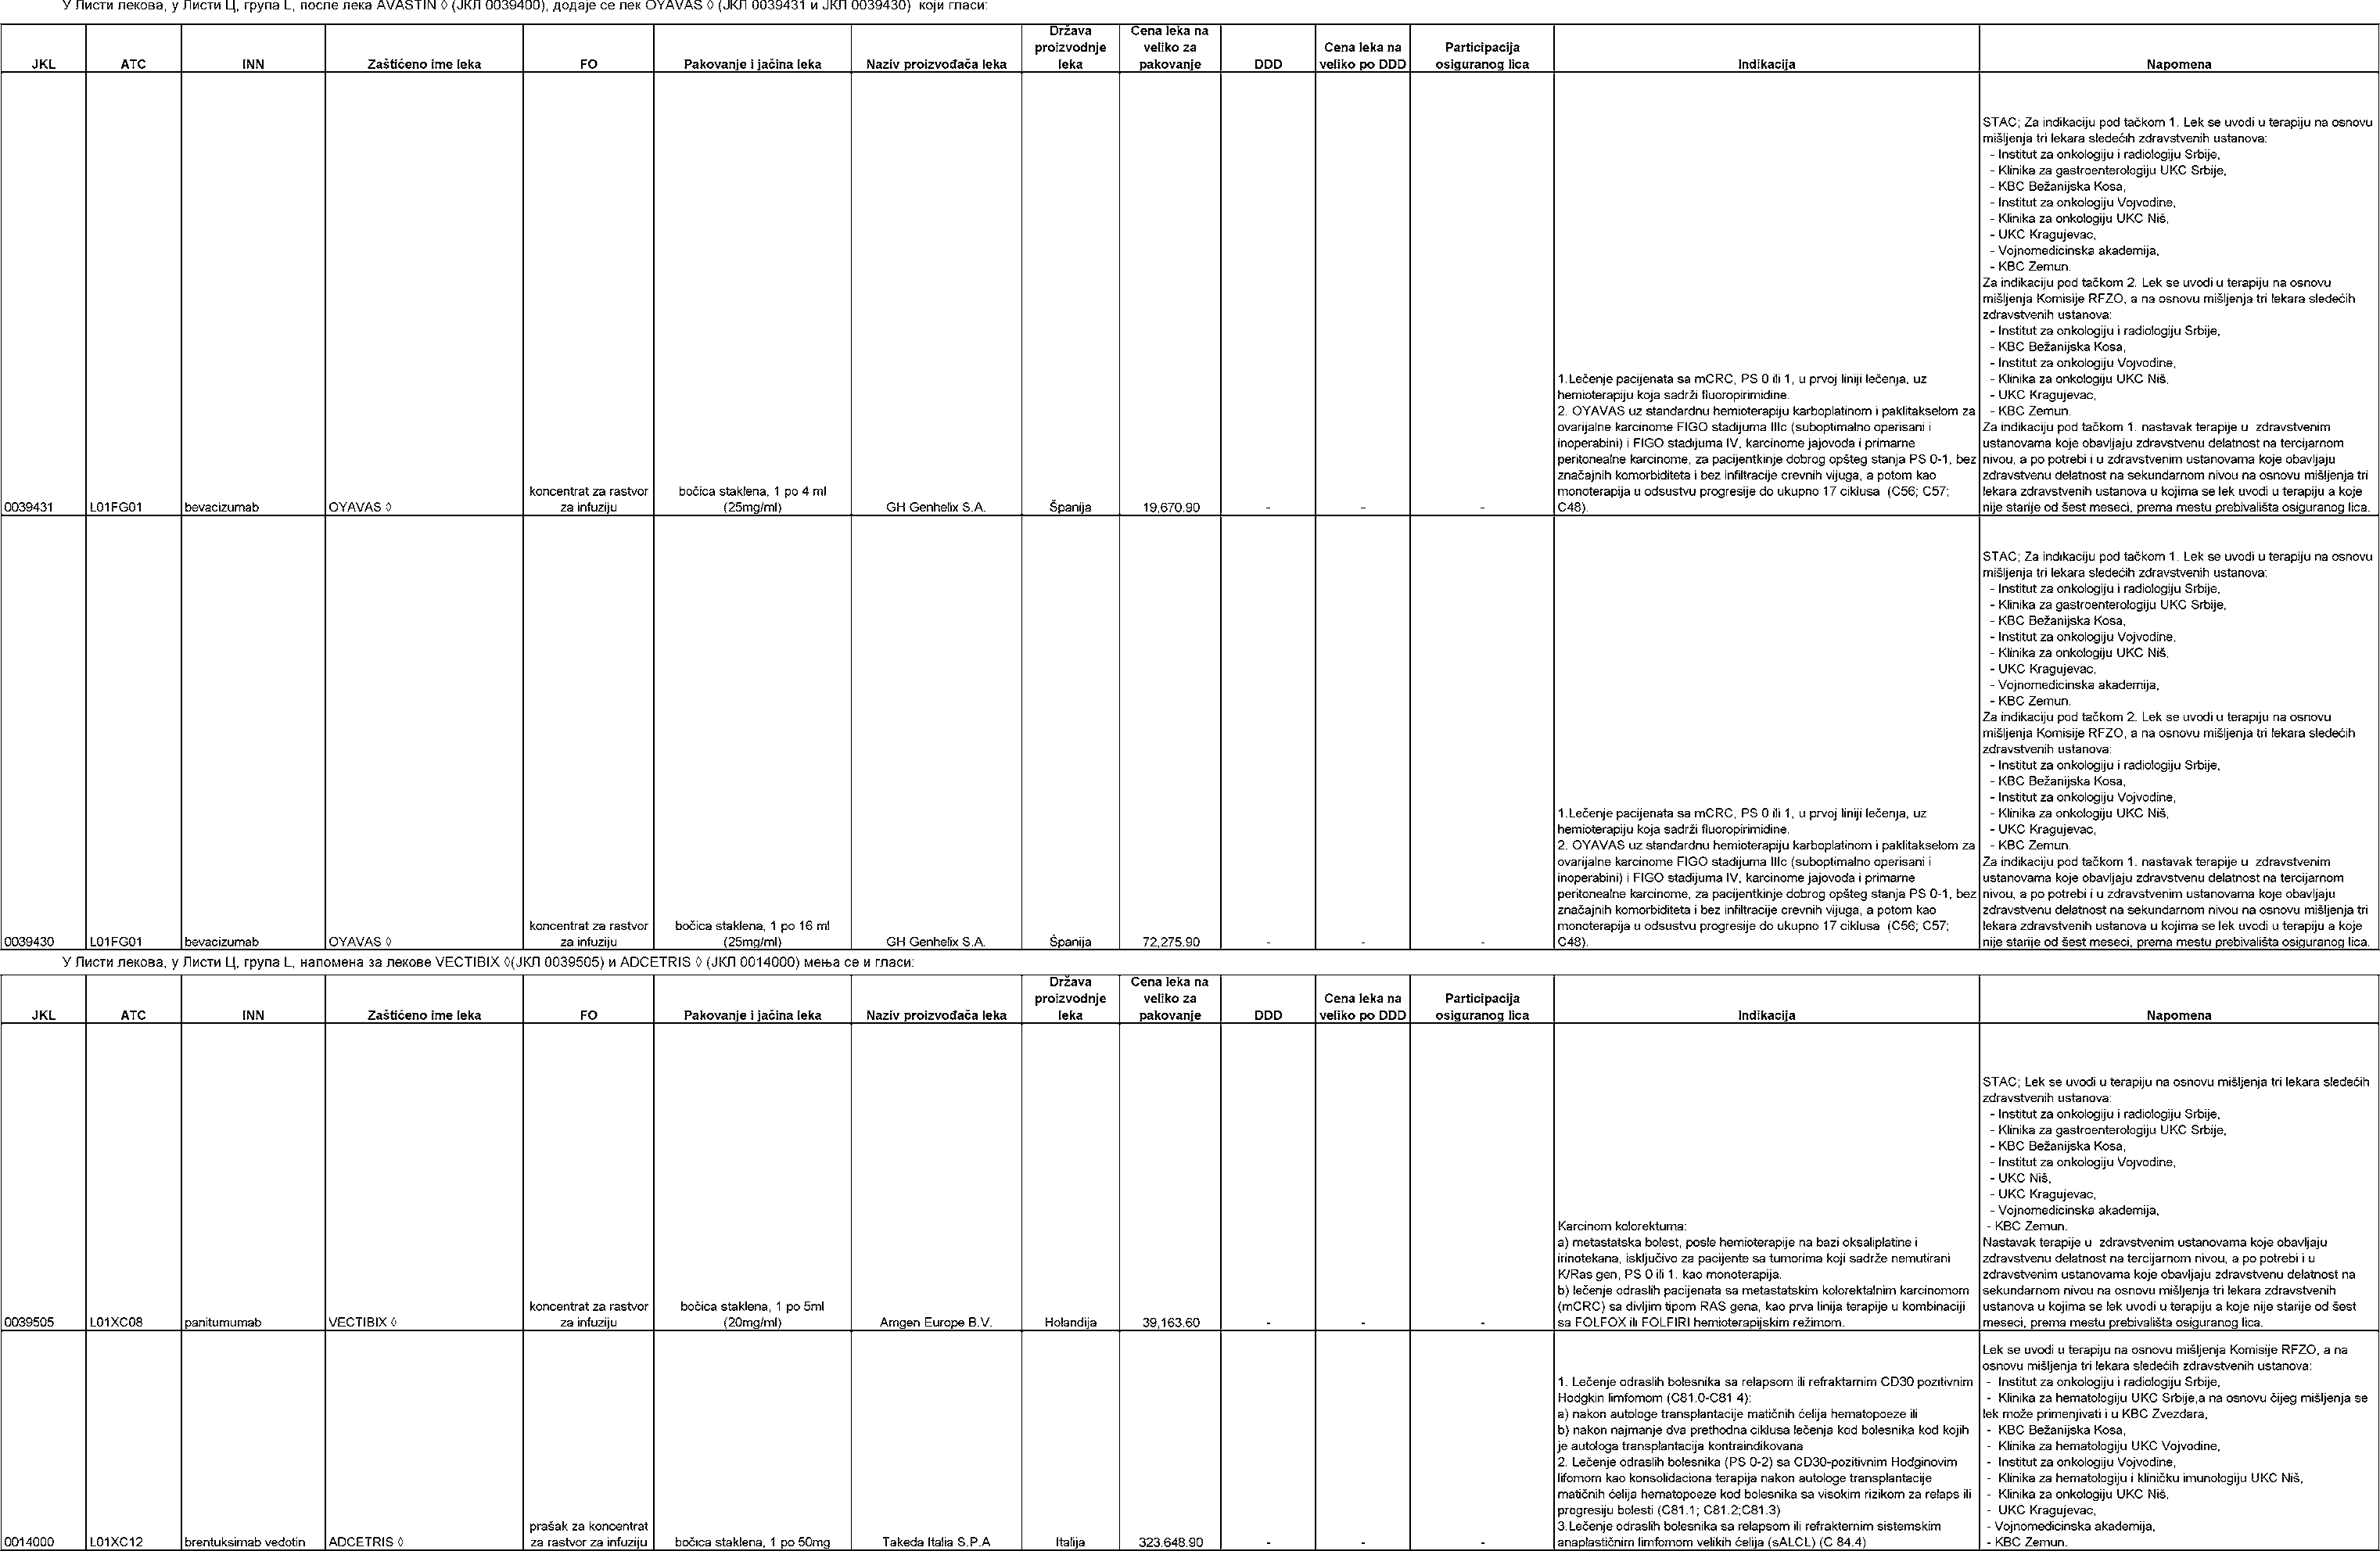 У Листи лекова, у Листи Ц, група L, после лека AVASTIN ◊ (ЈКЛ 0039400), додаје се лек OYAVAS ◊ (ЈКЛ 0039431 и ЈКЛ 0039430)  који гласи:
JKL ATC INN Zaštićeno ime leka FO Pakovanje i jačina leka Naziv proizvođača leka Država proizvodnje leka Cena leka na veliko za pakovanje DDD Cena leka na veliko po DDD Participacija osiguranog lica Indikacija Napomena
0039431 L01FG01 bevacizumab OYAVAS ◊
koncentrat za rastvor
za infuziju
bočica staklena, 1 po 4 ml
(25mg/ml)
GH Genhelix S.A. Španija 19,670.90 - - -
1.Lečenje pacijenata sa mCRC, PS 0 ili 1, u prvoj liniji lečenja, uz
hemioterapiju koja sadrži fluoropirimidine.
2. OYAVAS uz standardnu hemioterapiju karboplatinom i paklitakselom za
ovarijalne karcinome FIGO stadijuma IIIc (suboptimalno operisani i
inoperabini) i FIGO stadijuma IV, karcinome jajovoda i primarne
peritonealne karcinome, za pacijentkinje dobrog opšteg stanja PS 0-1, bez
značajnih komorbiditeta i bez infiltracije crevnih vijuga, a potom kao
monoterapija u odsustvu progresije do ukupno 17 ciklusa  (C56; C57;
C48).
STAC; Za indikaciju pod tačkom 1. Lek se uvodi u terapiju na osnovu
mišljenja tri lekara sledećih zdravstvenih ustanova:
- Institut za onkologiju i radiologiju Srbije,
- Klinika za gastroenterologiju UKC Srbije,
- KBC Bežanijska Kosa,
- Institut za onkologiju Vojvodine,
- Klinika za onkologiju UKC Niš,
- UKC Kragujevac,
- Vojnomedicinska akademija,
- KBC Zemun.
Za indikaciju pod tačkom 2. Lek se uvodi u terapiju na osnovu
mišljenja Komisije RFZO, a na osnovu mišljenja tri lekara sledećih
zdravstvenih ustanova:
- Institut za onkologiju i radiologiju Srbije,
- KBC Bežanijska Kosa,
- Institut za onkologiju Vojvodine,
- Klinika za onkologiju UKC Niš,
- UKC Kragujevac,
- KBC Zemun.
Za indikaciju pod tačkom 1. nastavak terapije u  zdravstvenim
ustanovama koje obavljaju zdravstvenu delatnost na tercijarnom
nivou, a po potrebi i u zdravstvenim ustanovama koje obavljaju
zdravstvenu delatnost na sekundarnom nivou na osnovu mišljenja tri
lekara zdravstvenih ustanova u kojima se lek uvodi u terapiju a koje
nije starije od šest meseci, prema mestu prebivališta osiguranog lica.
0039430 L01FG01 bevacizumab OYAVAS ◊
koncentrat za rastvor
za infuziju
bočica staklena, 1 po 16 ml
(25mg/ml)
GH Genhelix S.A. Španija 72,275.90 - - -
1.Lečenje pacijenata sa mCRC, PS 0 ili 1, u prvoj liniji lečenja, uz
hemioterapiju koja sadrži fluoropirimidine.
2. OYAVAS uz standardnu hemioterapiju karboplatinom i paklitakselom za
ovarijalne karcinome FIGO stadijuma IIIc (suboptimalno operisani i
inoperabini) i FIGO stadijuma IV, karcinome jajovoda i primarne
peritonealne karcinome, za pacijentkinje dobrog opšteg stanja PS 0-1, bez
značajnih komorbiditeta i bez infiltracije crevnih vijuga, a potom kao
monoterapija u odsustvu progresije do ukupno 17 ciklusa  (C56; C57;
C48).
STAC; Za indikaciju pod tačkom 1. Lek se uvodi u terapiju na osnovu
mišljenja tri lekara sledećih zdravstvenih ustanova:
- Institut za onkologiju i radiologiju Srbije,
- Klinika za gastroenterologiju UKC Srbije,
- KBC Bežanijska Kosa,
- Institut za onkologiju Vojvodine,
- Klinika za onkologiju UKC Niš,
- UKC Kragujevac,
- Vojnomedicinska akademija,
- KBC Zemun.
Za indikaciju pod tačkom 2. Lek se uvodi u terapiju na osnovu
mišljenja Komisije RFZO, a na osnovu mišljenja tri lekara sledećih
zdravstvenih ustanova:
- Institut za onkologiju i radiologiju Srbije,
- KBC Bežanijska Kosa,
- Institut za onkologiju Vojvodine,
- Klinika za onkologiju UKC Niš,
- UKC Kragujevac,
- KBC Zemun.
Za indikaciju pod tačkom 1. nastavak terapije u  zdravstvenim
ustanovama koje obavljaju zdravstvenu delatnost na tercijarnom
nivou, a po potrebi i u zdravstvenim ustanovama koje obavljaju
zdravstvenu delatnost na sekundarnom nivou na osnovu mišljenja tri
lekara zdravstvenih ustanova u kojima se lek uvodi u terapiju a koje
nije starije od šest meseci, prema mestu prebivališta osiguranog lica.
У Листи лекова, у Листи Ц, група L, напомена за лекове VECTIBIX ◊(ЈКЛ 0039505) и ADCETRIS ◊ (ЈКЛ 0014000) мења се и гласи:
JKL ATC INN Zaštićeno ime leka FO Pakovanje i jačina leka Naziv proizvođača leka Država proizvodnje leka Cena leka na veliko za pakovanje DDD Cena leka na veliko po DDD Participacija osiguranog lica Indikacija Napomena
0039505 L01XC08 panitumumab VECTIBIX ◊
koncentrat za rastvor
za infuziju
bočica staklena, 1 po 5ml
(20mg/ml)
Amgen Europe B.V. Holandija 39,163.60 - - -
Karcinom kolorektuma:
a) metastatska bolest, posle hemioterapije na bazi oksaliplatine i
irinotekana, isključivo za pacijente sa tumorima koji sadrže nemutirani
K/Ras gen, PS 0 ili 1, kao monoterapija.
b) lečenje odraslih pacijenata sa metastatskim kolorektalnim karcinomom
(mCRC) sa divljim tipom RAS gena, kao prva linija terapije u kombinaciji
sa FOLFOX ili FOLFIRI hemioterapijskim režimom.
STAC; Lek se uvodi u terapiju na osnovu mišljenja tri lekara sledećih
zdravstvenih ustanova:
- Institut za onkologiju i radiologiju Srbije,
- Klinika za gastroenterologiju UKC Srbije,
- KBC Bežanijska Kosa,
- Institut za onkologiju Vojvodine,
- UKC Niš,
- UKC Kragujevac,
- Vojnomedicinska akademija,
- KBC Zemun.
Nastavak terapije u  zdravstvenim ustanovama koje obavljaju
zdravstvenu delatnost na tercijarnom nivou, a po potrebi i u
zdravstvenim ustanovama koje obavljaju zdravstvenu delatnost na
sekundarnom nivou na osnovu mišljenja tri lekara zdravstvenih
ustanova u kojima se lek uvodi u terapiju a koje nije starije od šest
meseci, prema mestu prebivališta osiguranog lica.
0014000 L01XC12 brentuksimab vedotin ADCETRIS ◊
prašak za koncentrat
za rastvor za infuziju
bočica staklena, 1 po 50mg Takeda Italia S.P.A Italija 323.648.90 - - -
1. Lečenje odraslih bolesnika sa relapsom ili refraktarnim CD30 pozitivnim
Hodgkin limfomom (C81.0-C81 4):
a) nakon autologe transplantacije matičnih ćelija hematopoeze ili
b) nakon najmanje dva prethodna ciklusa lečenja kod bolesnika kod kojih
je autologa transplantacija kontraindikovana
2. Lečenje odraslih bolesnika (PS 0-2) sa CD30-pozitivnim Hodginovim
lifomom kao konsolidaciona terapija nakon autologe transplantacije
matičnih ćelija hematopoeze kod bolesnika sa visokim rizikom za relaps ili
progresiju bolesti (C81.1; C81.2;C81.3)
3.Lečenje odraslih bolesnika sa relapsom ili refrakternim sistemskim
anaplastičnim limfomom velikih ćelija (sALCL) (C 84.4)
Lek se uvodi u terapiju na osnovu mišljenja Komisije RFZO, a na
osnovu mišljenja tri lekara sledećih zdravstvenih ustanova:
- Institut za onkologiju i radiologiju Srbije,
- Klinika za hematologiju UKC Srbije,a na osnovu čijeg mišljenja se
lek može primenjivati i u KBC Zvezdara,
- KBC Bežanijska Kosa,
- Klinika za hematologiju UKC Vojvodine,
- Institut za onkologiju Vojvodine,
- Klinika za hematologiju i kliničku imunologiju UKC Niš,
- Klinika za onkologiju UKC Niš,
- UKC Kragujevac,
- Vojnomedicinska akademija,
- KBC Zemun.